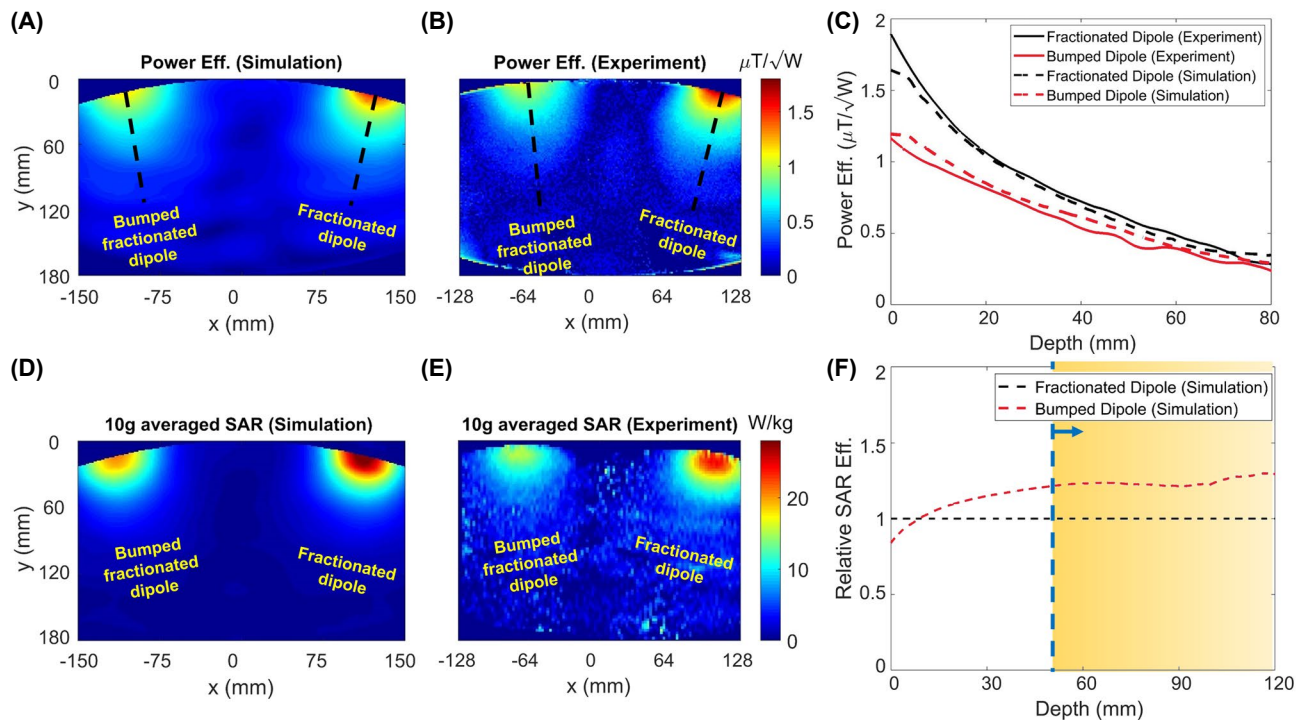 (A)
Power Eff. (Simulation)
0
60
120
180
y (mm)
-150
-75
0
75
150
x (mm)
Bumped
fractionated
dipole
Fractionated
dipole
(B)
Power Eff. (Experiment)
μT/√W
1.5
1
0.5
0
-128
-64
0
64
128
x (mm)
Bumped
fractionated
dipole
Fractionated
dipole
(C)
2
1.5
1
0.5
0
Power Eff. (μT/√W)
Fractionated Dipole (Experiment)
Bumped Dipole (Experiment)
Fractionated Dipole (Simulation)
Bumped Dipole (Simulation)
0
20
40
60
80
Depth (mm)
(D)
10g averaged SAR (Simulation)
0
60
120
180
y (mm)
-150
-75
0
75
150
x (mm)
Bumped
fractionated
dipole
Fractionated
dipole
(E)
10g averaged SAR (Experiment)
W/kg
20
10
0
0
60
120
180
-128
-64
0
64
128
x (mm)
Bumped
fractionated
dipole
Fractionated
dipole
(F)
2
1.5
1
0.5
0
Relative SAR Eff.
Fractionated Dipole (Simulation)
Bumped Dipole (Simulation)
0
30
60
90
120
Depth (mm)